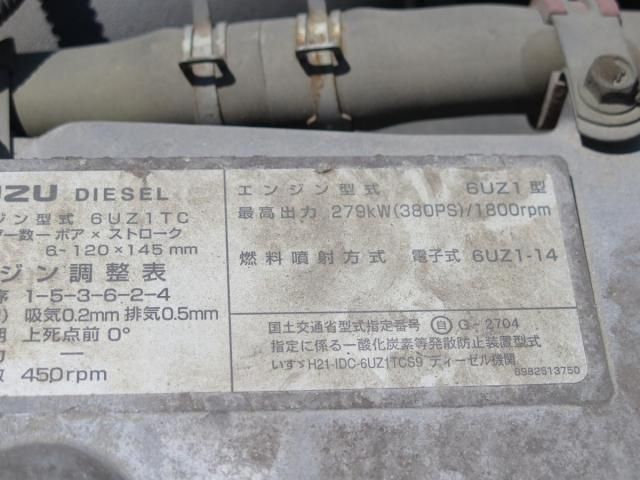 UZU DIESEL
ジン型式 6UZ1TC
ダー数ーボア × ストローク
6-120×145mm
ジン調整表
序 1-5-3-6-2-4
) 吸気0.2mm 排気0.5mm
期 上死点前 0°
力 —
数 450rpm
エンジン型式 6UZ1型
最高出力 279kW(380PS)/1800rpm
燃料噴射方式 電子式 6UZ1-14
国土交通省型式指定番号 自 G-2704
指定に係る一酸化炭素等発散防止装置型式
いすゞH21-IDC-6UZ1TCS9 ディーゼル機関
8982513750